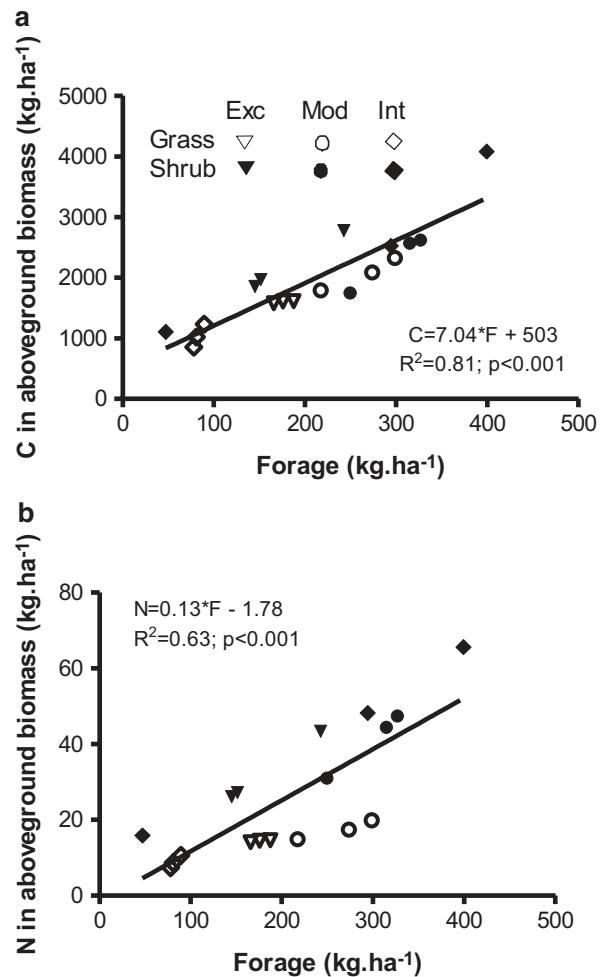 a
C in aboveground biomass (kg.ha⁻¹)
5000
4000
3000
2000
1000
0
Exc Mod Int
Grass
Shrub
C=7.04*F + 503
R²=0.81; p<0.001
0 100 200 300 400 500
Forage (kg.ha⁻¹)
b
N in aboveground biomass (kg.ha⁻¹)
80
60
40
20
0
N=0.13*F - 1.78
R²=0.63; p<0.001
0 100 200 300 400 500
Forage (kg.ha⁻¹)